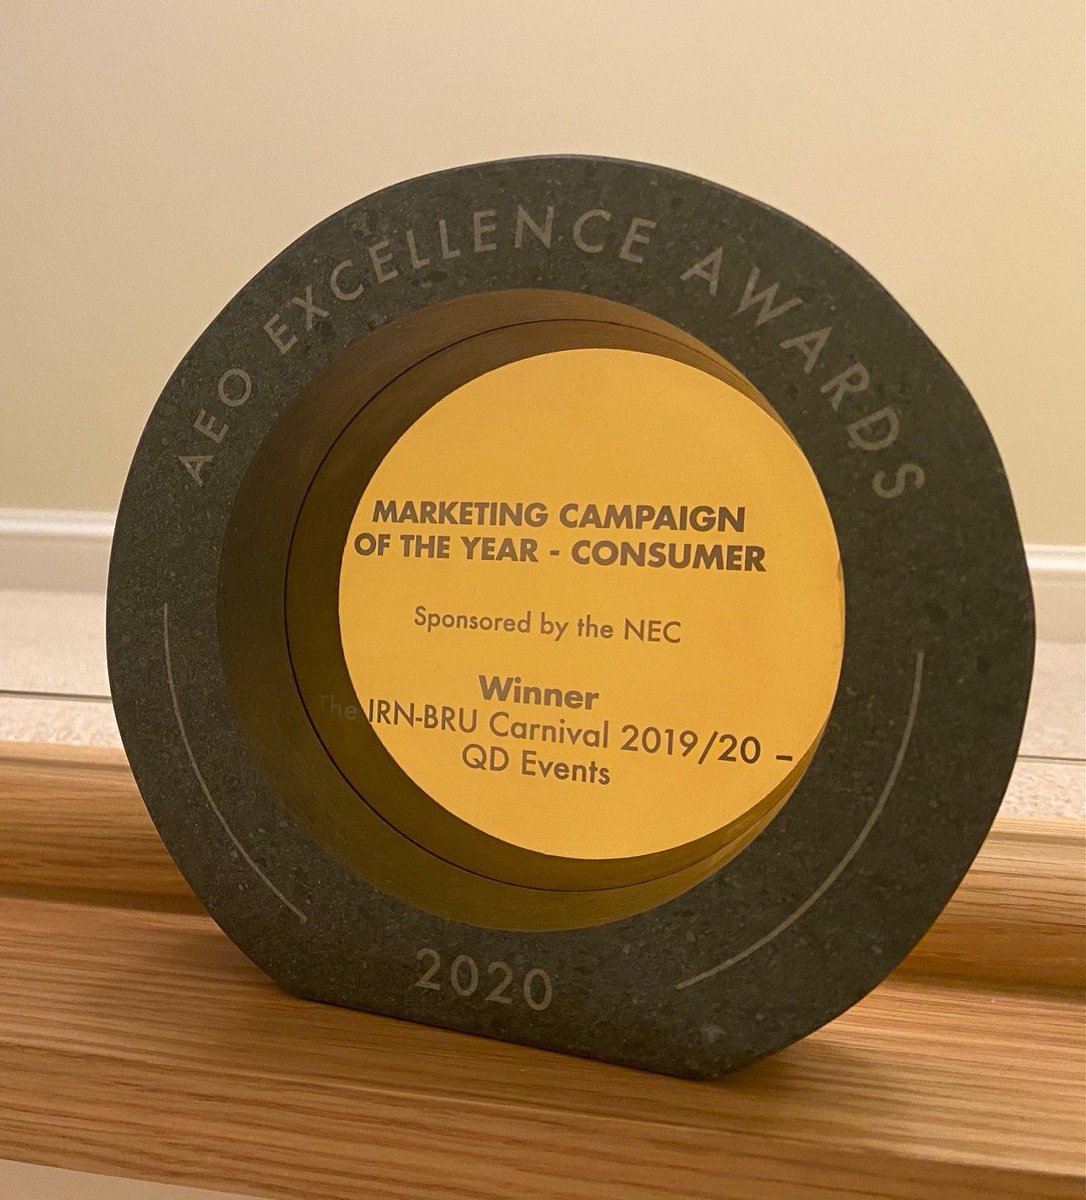 AEO EXCELLENCE AWARDS
MARKETING CAMPAIGN
OF THE YEAR - CONSUMER
Sponsored by the NEC
Winner
The IRN-BRU Carnival 2019/20 –
QD Events
2020